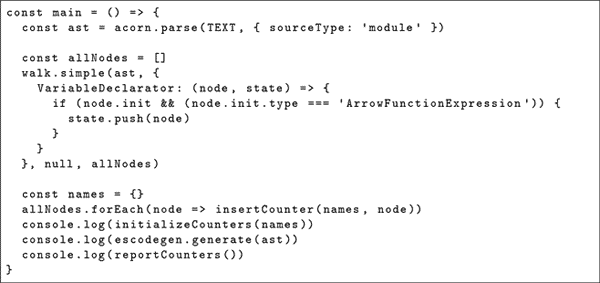 const main = () => {
  const ast = acorn.parse(TEXT, { sourceType: 'module' })

  const allNodes = []
  walk.simple(ast, {
    VariableDeclarator: (node, state) => {
      if (node.init && (node.init.type === 'ArrowFunctionExpression')) {
        state.push(node)
      }
    }
  }, null, allNodes)

  const names = {}
  allNodes.forEach(node => insertCounter(names, node))
  console.log(initializeCounters(names))
  console.log(escodegen.generate(ast))
  console.log(reportCounters())
}